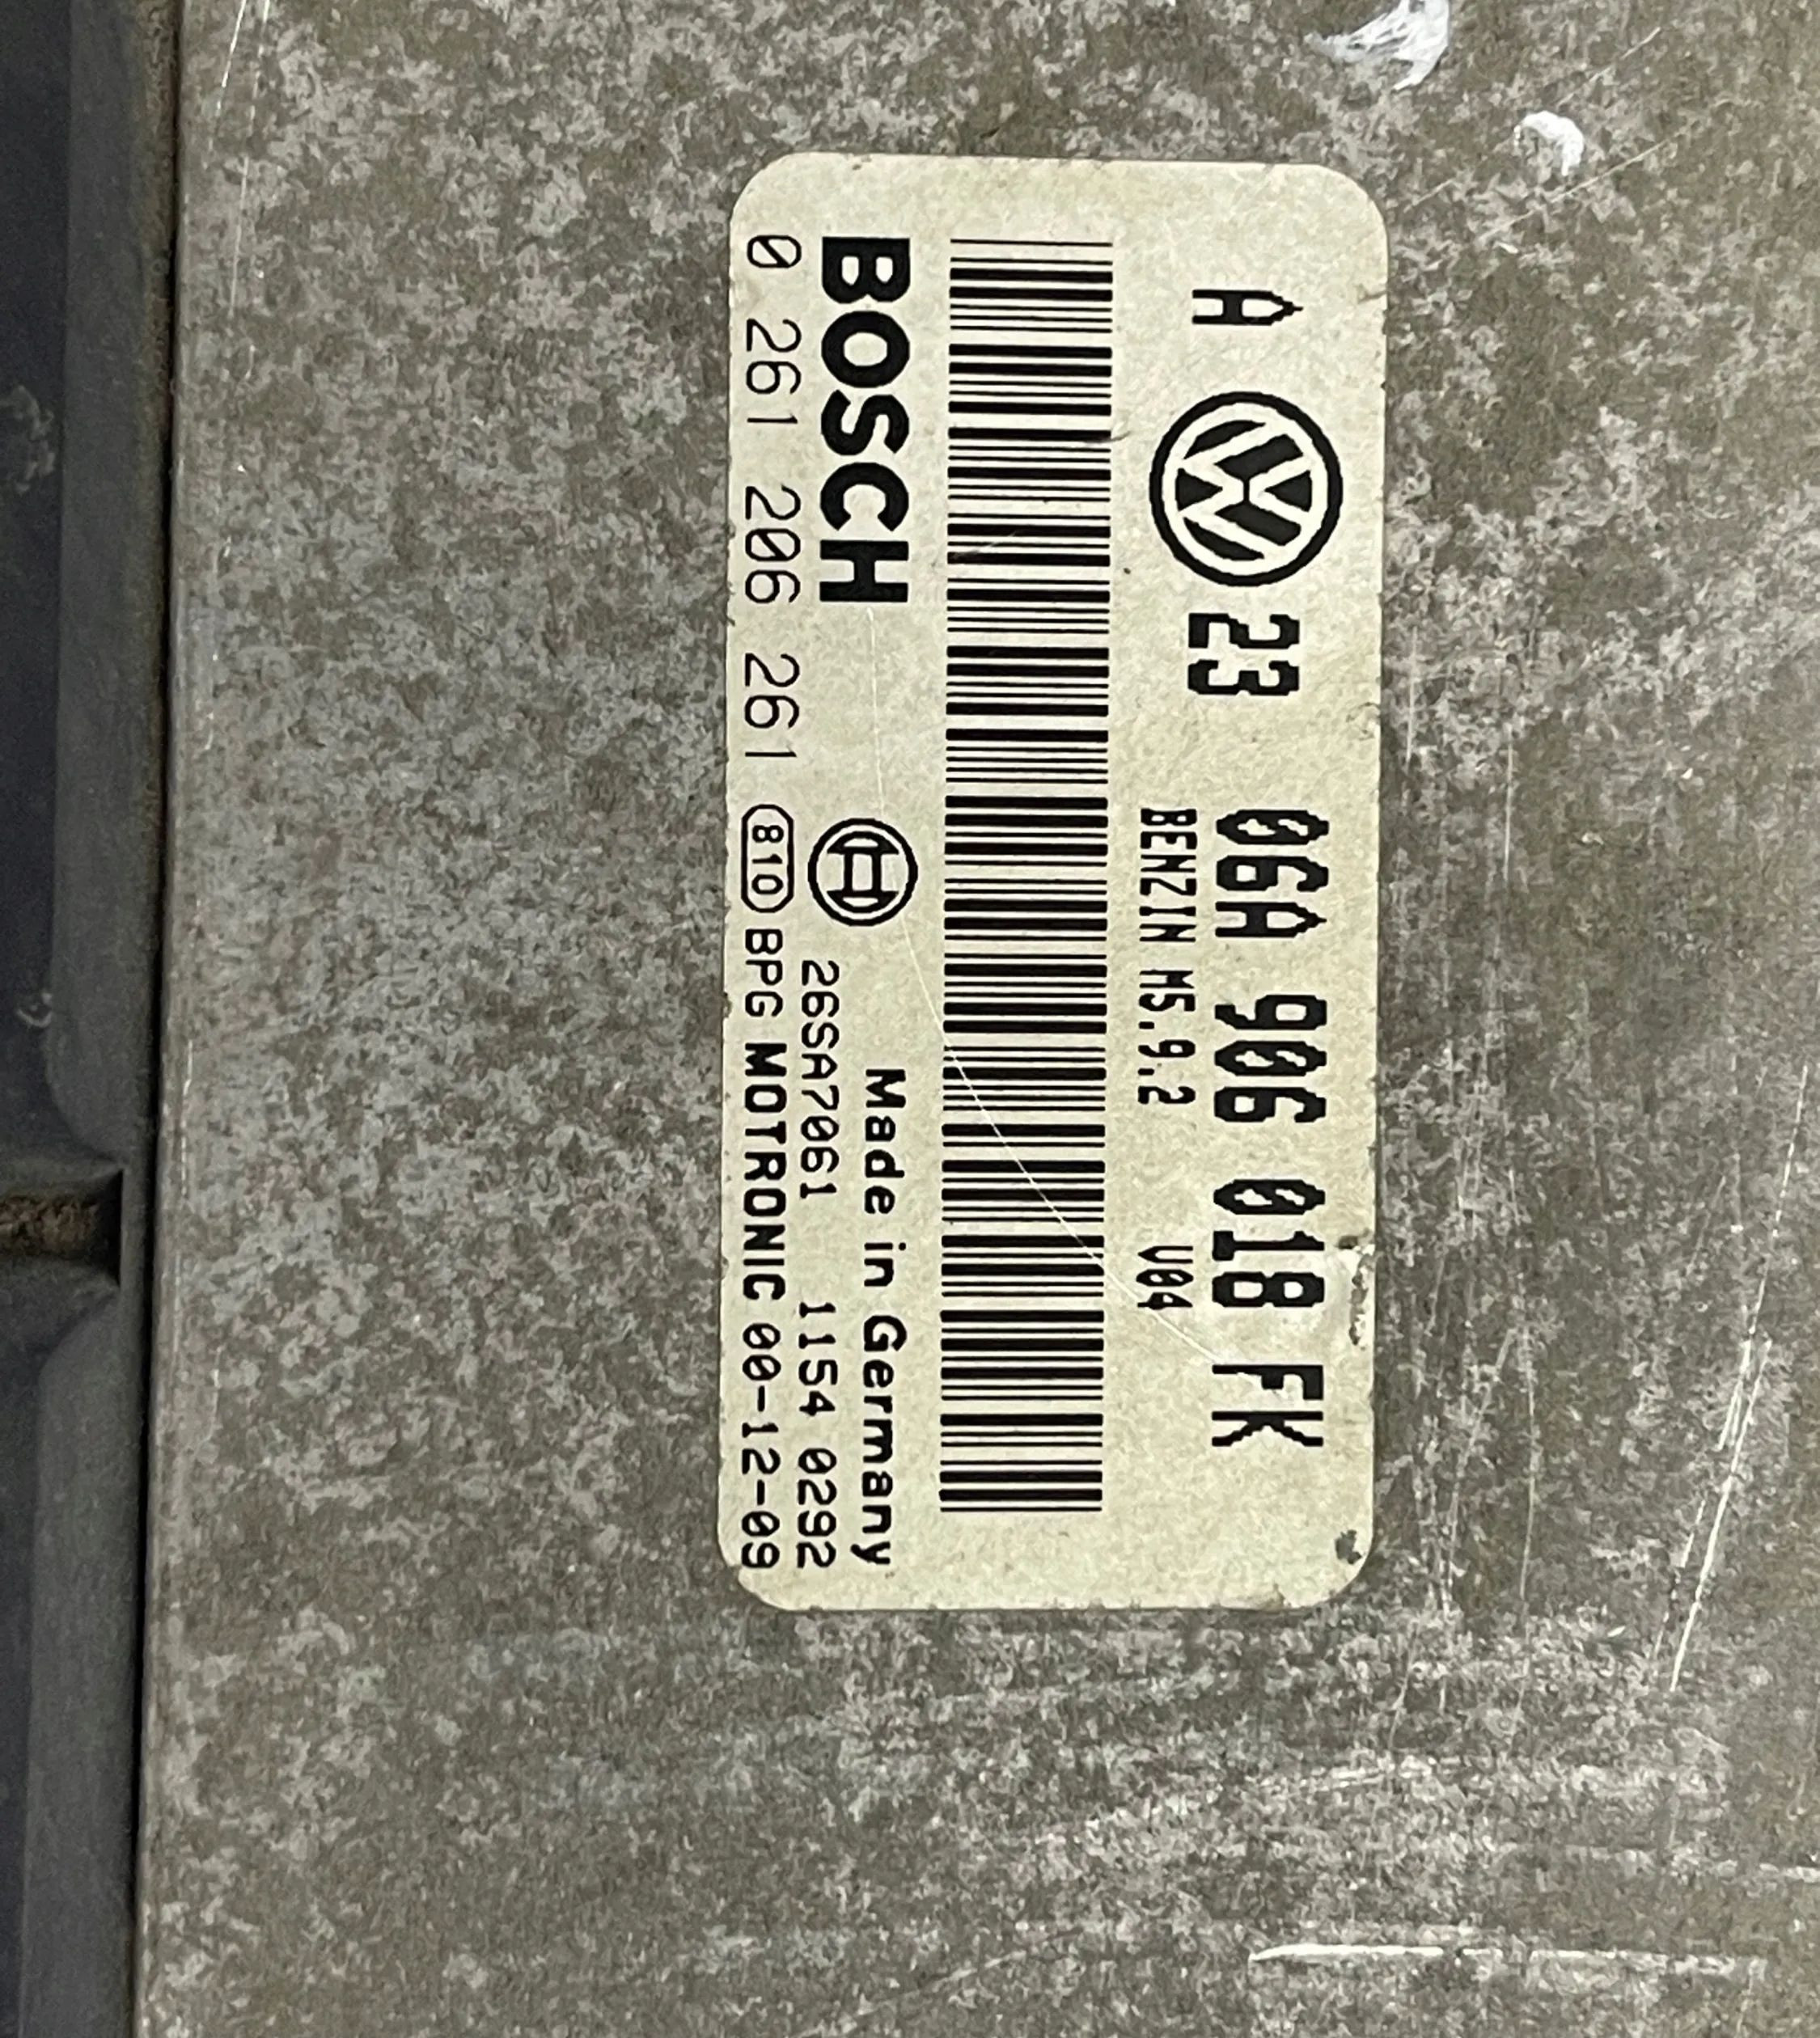 A VW 23 06A 906 018 FK
BENZIN M5.9.2 V04
BOSCH Made in Germany
26SA7061 1154 0292
0 261 206 261 810 BPG MOTRONIC 00-12-09